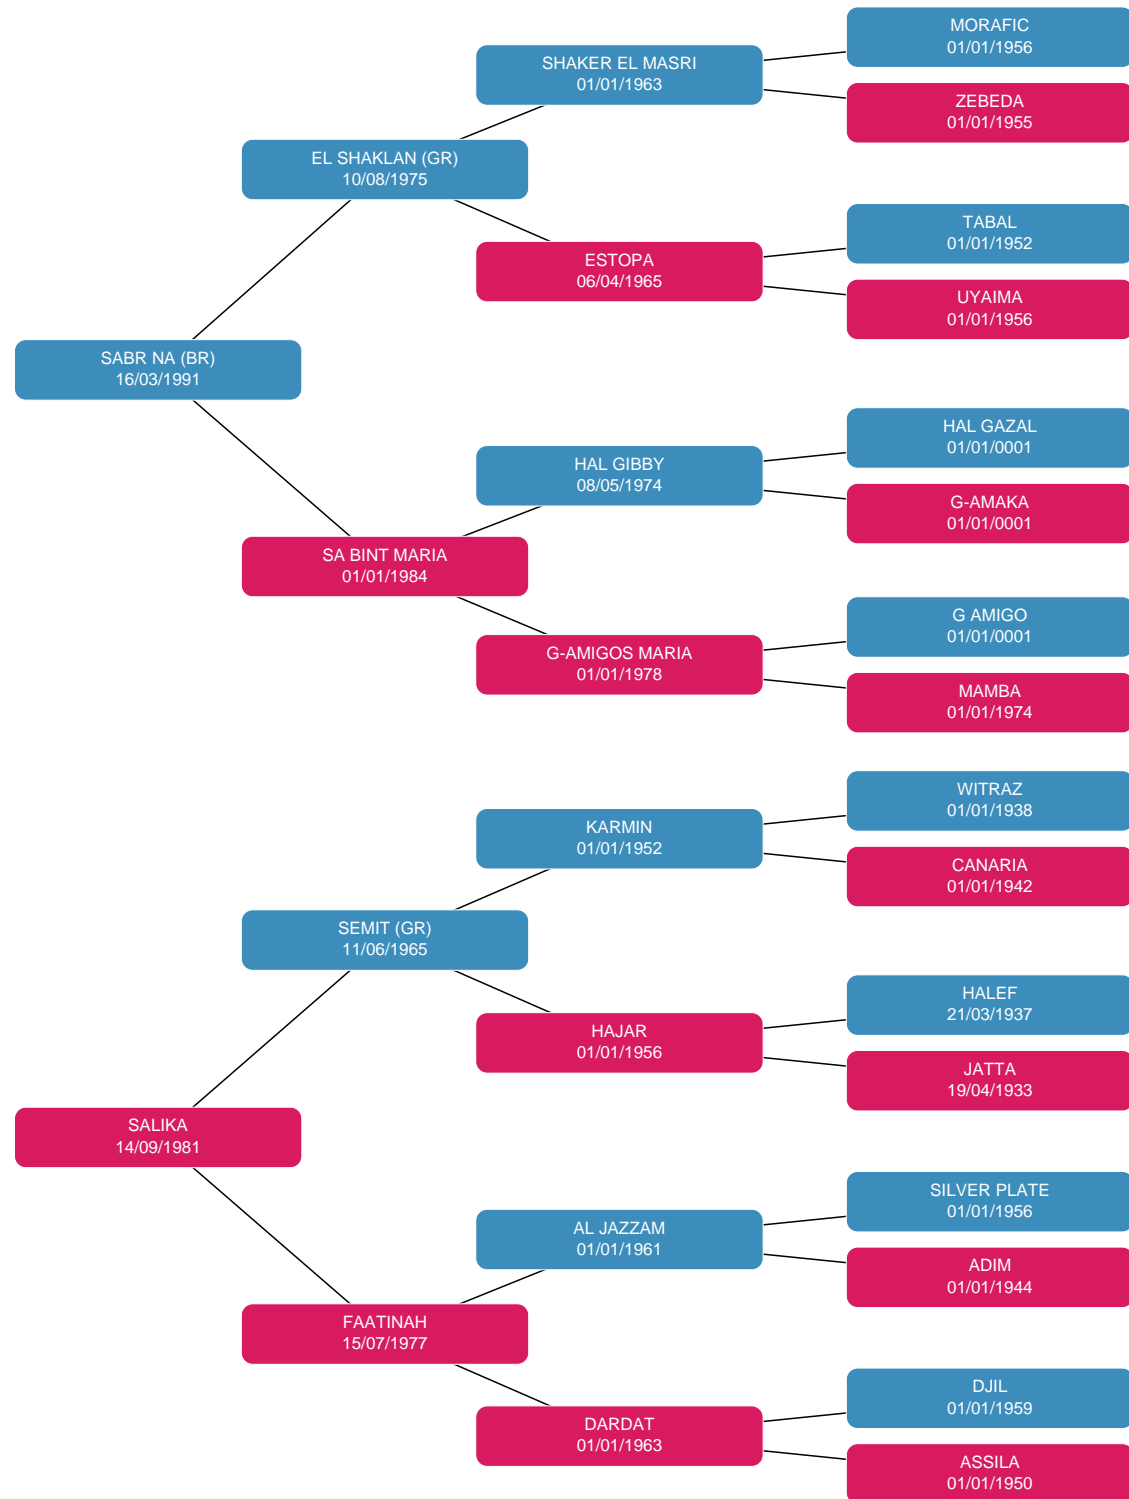 MORAFIC
01/01/1956
SHAKER EL MASRI
01/01/1963
ZEBEDA
01/01/1955
EL SHAKLAN (GR)
10/08/1975
TABAL
01/01/1952
ESTOPA
06/04/1965
UYAIMA
01/01/1956
SABR NA (BR)
16/03/1991
HAL GAZAL
01/01/0001
HAL GIBBY
08/05/1974
G-AMAKA
01/01/0001
SA BINT MARIA
01/01/1984
G AMIGO
01/01/0001
G-AMIGOS MARIA
01/01/1978
MAMBA
01/01/1974
WITRAZ
01/01/1938
KARMIN
01/01/1952
CANARIA
01/01/1942
SEMIT (GR)
11/06/1965
HALEF
21/03/1937
HAJAR
01/01/1956
JATTA
19/04/1933
SALIKA
14/09/1981
SILVER PLATE
01/01/1956
AL JAZZAM
01/01/1961
ADIM
01/01/1944
FAATINAH
15/07/1977
DJIL
01/01/1959
DARDAT
01/01/1963
ASSILA
01/01/1950